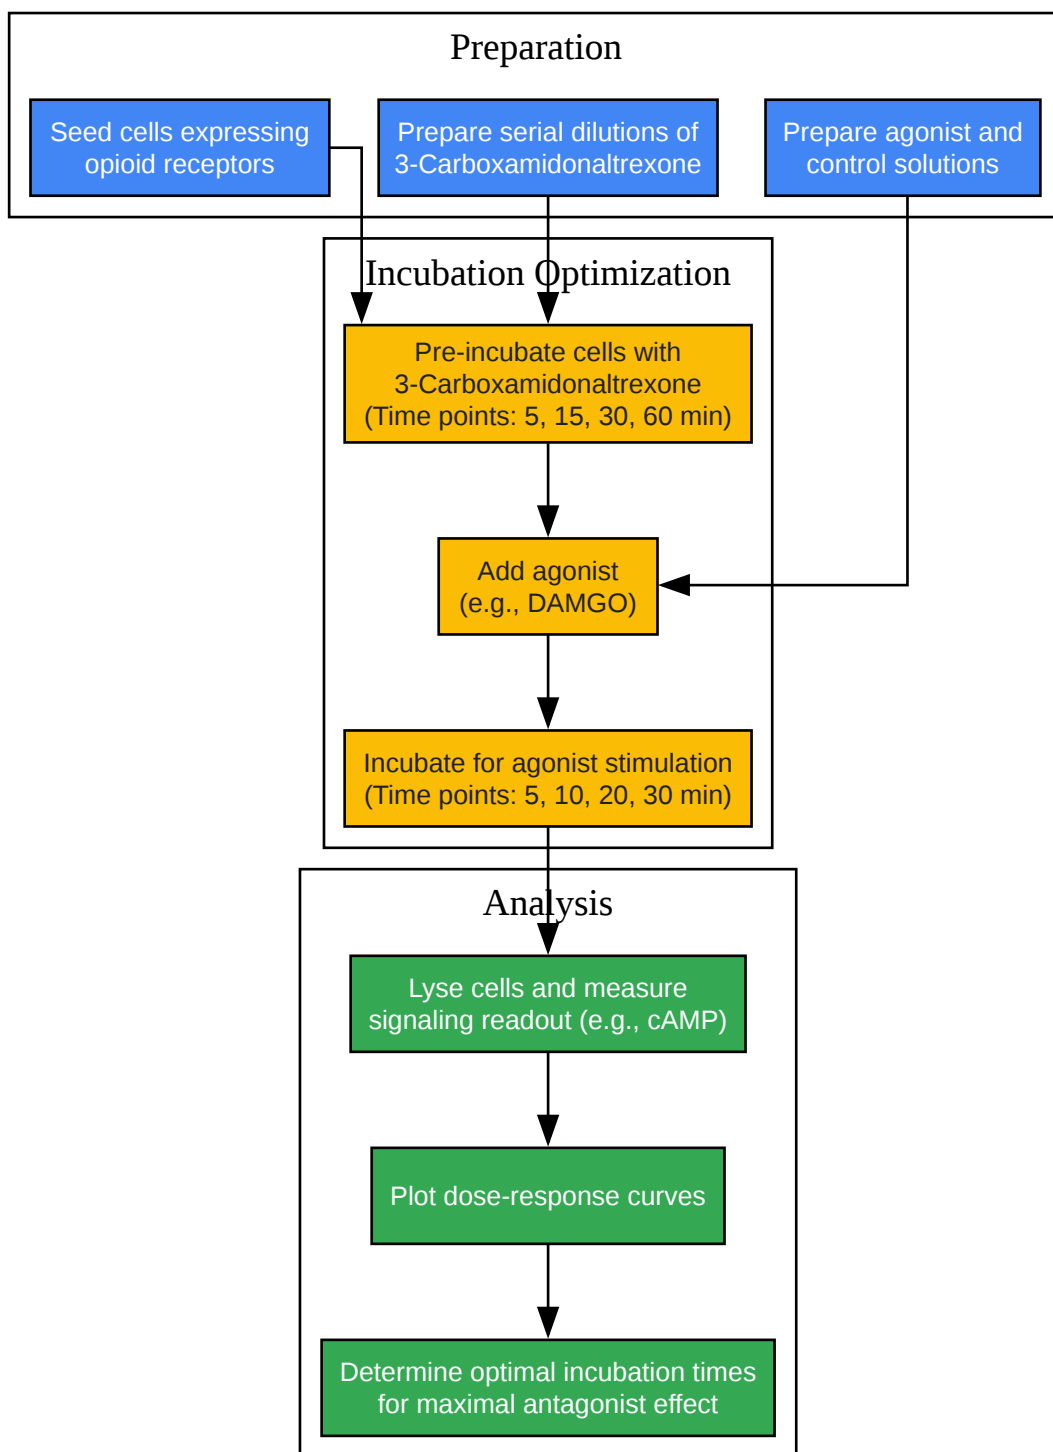 Preparation
Seed cells expressing
opioid receptors
Prepare serial dilutions of
3-Carboxamidonaltrexone
Prepare agonist and
control solutions
Incubation Optimization
Pre-incubate cells with
3-Carboxamidonaltrexone
(Time points: 5, 15, 30, 60 min)
Add agonist
(e.g., DAMGO)
Incubate for agonist stimulation
(Time points: 5, 10, 20, 30 min)
Analysis
Lyse cells and measure
signaling readout (e.g., cAMP)
Plot dose-response curves
Determine optimal incubation times
for maximal antagonist effect